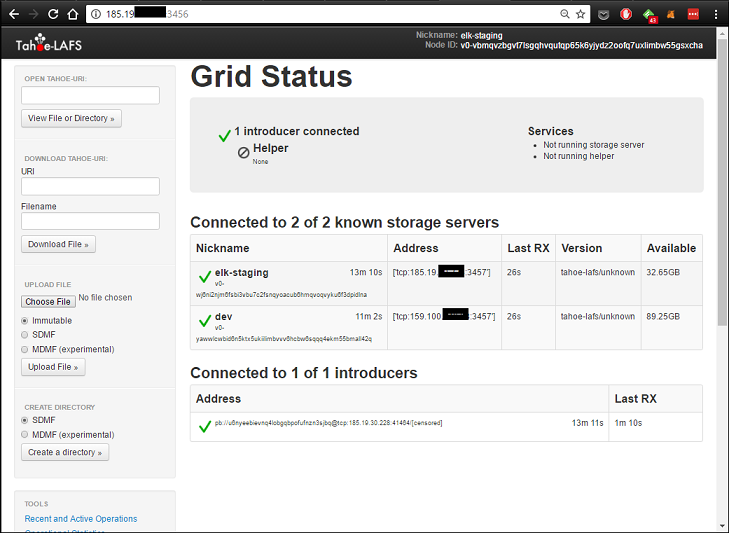 185.19 3456
43
Tahoe-LAFS
Nickname: elk-staging
Node ID: v0-vbmqvzbgvf7lsgqhvqufqp65k6yjydz2oofq7uxlimbw55gsxcha
OPEN TAHOE-URI:
View File or Directory »
DOWNLOAD TAHOE-URI:
URI
Filename
Download File »
UPLOAD FILE
Choose File No file chosen
Immutable
SDMF
MDMF (experimental)
Upload File »
CREATE DIRECTORY
SDMF
MDMF (experimental)
Create a directory »
TOOLS
Recent and Active Operations
Operational Statistics
Grid Status
1 introducer connected
Helper
None
Services
Not running storage server
Not running helper
Connected to 2 of 2 known storage servers
Nickname Address Last RX Version Available
elk-staging 13m 10s ['tcp:185.19. :3457'] 26s tahoe-lafs/unknown 32.65GB
v0-
wj6ni2njm6fsbi3vbu7c2fsnqyoacub6hmqvoqvyku6f3dpidlna
dev 11m 2s ['tcp:159.100 :3457'] 26s tahoe-lafs/unknown 89.25GB
v0-
yawwlcwbid6n5ktx5ukiilimbvvv6hcbw6sqqq4ekm55bmall42q
Connected to 1 of 1 introducers
Address Last RX
pb://u6nyeebievnq4lobgqbpofufnzn3sjbq@tcp:185.19.30.228:41464/[censored] 13m 11s 1m 10s